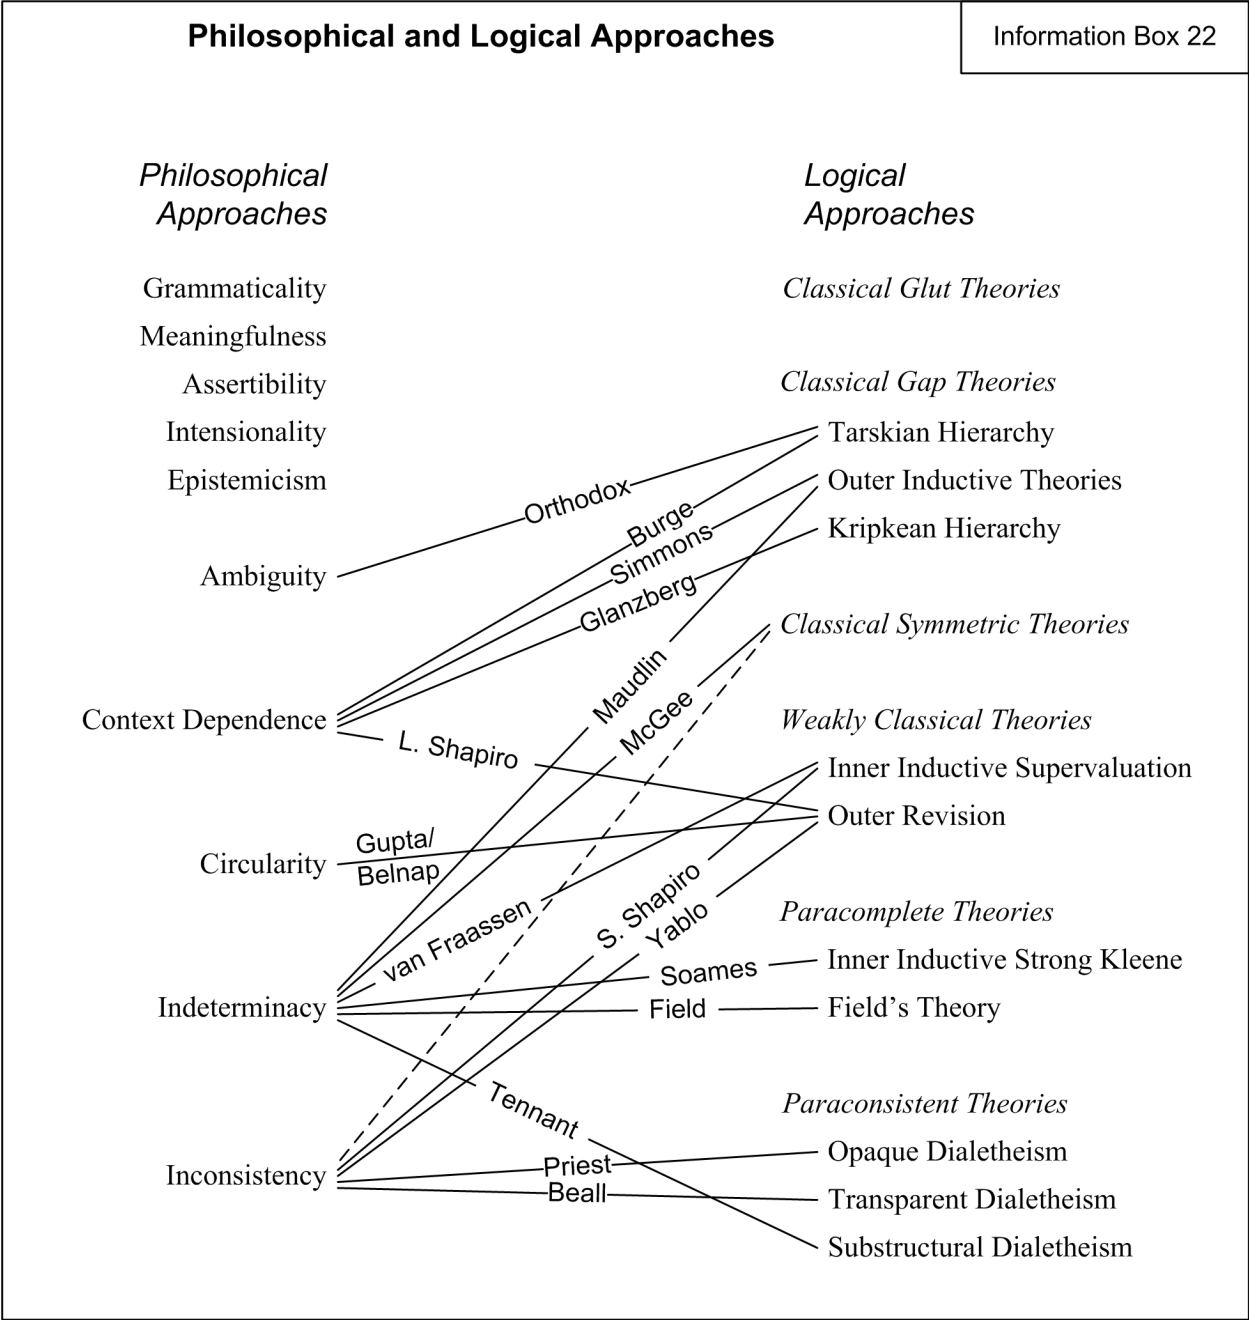 Philosophical and Logical Approaches
Information Box 22
Philosophical
Approaches
Logical
Approaches
Grammaticality
Classical Glut Theories
Meaningfulness
Assertibility
Classical Gap Theories
Intensionality
Tarskian Hierarchy
Epistemicism
Outer Inductive Theories
Orthodox
Burge
Kripkean Hierarchy
Simmons
Ambiguity
Glanzberg
Classical Symmetric Theories
Maudlin
McGee
Context Dependence
Weakly Classical Theories
L. Shapiro
Inner Inductive Supervaluation
Outer Revision
Gupta/
Belnap
Circularity
S. Shapiro
Yablo
Paracomplete Theories
van Fraassen
Soames
Inner Inductive Strong Kleene
Indeterminacy
Field
Field’s Theory
Tennant
Paraconsistent Theories
Opaque Dialetheism
Inconsistency
Priest
Beall
Transparent Dialetheism
Substructural Dialetheism